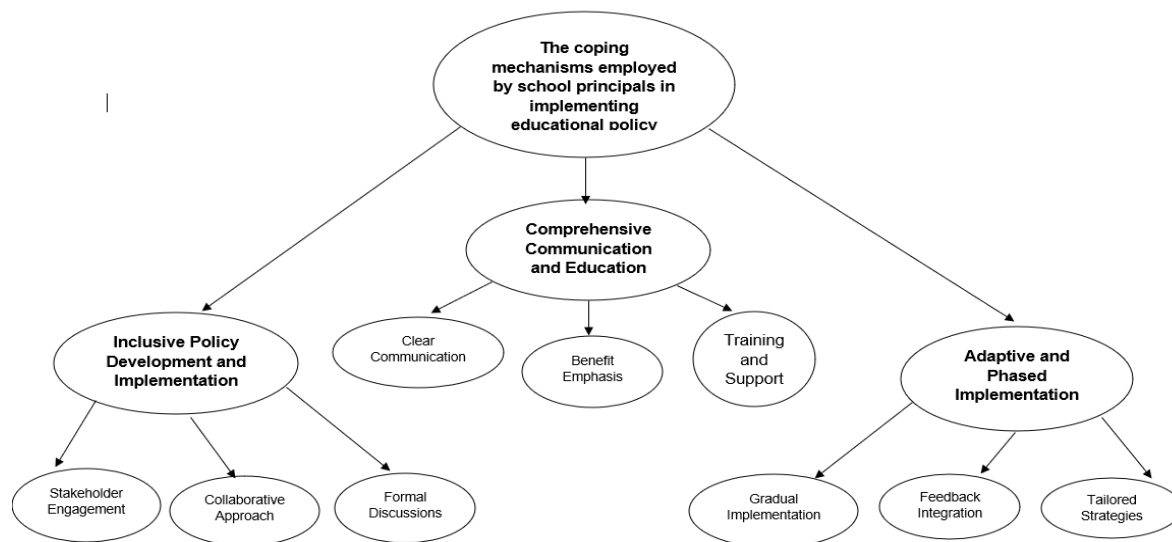 The coping
mechanisms employed
by school principals in
implementing
educational policy
Comprehensive
Communication
and Education
Clear
Communication
Benefit
Emphasis
Training
and
Support
Inclusive Policy
Development and
Implementation
Adaptive and
Phased
Implementation
Stakeholder
Engagement
Collaborative
Approach
Formal
Discussions
Gradual
Implementation
Feedback
Integration
Tailored
Strategies